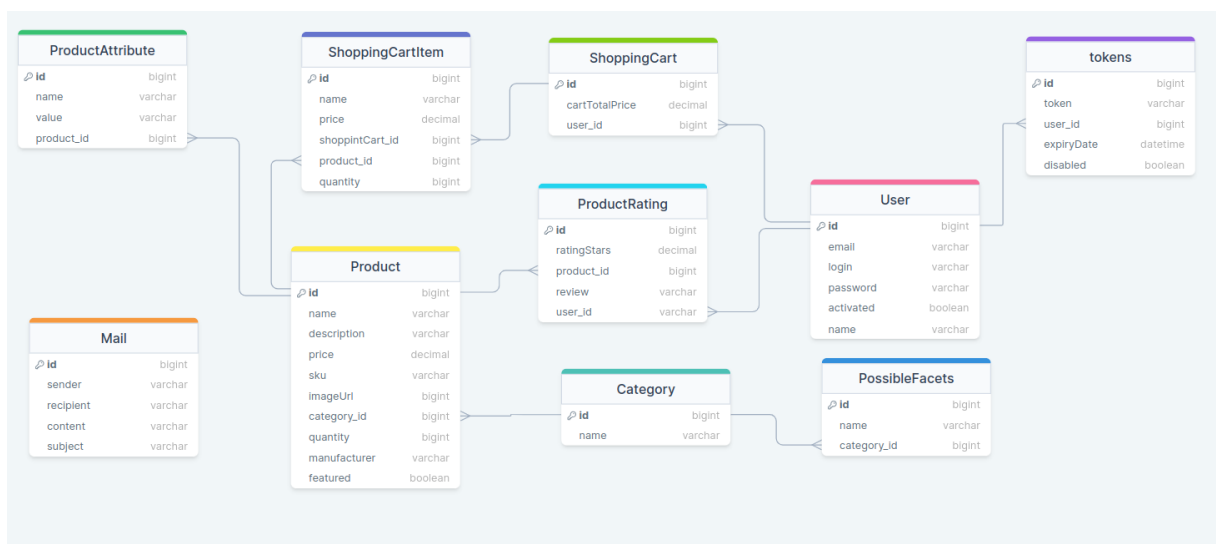 ProductAttribute
id bigint
name varchar
value varchar
product_id bigint
ShoppingCartItem
id bigint
name varchar
price decimal
shoppintCart_id bigint
product_id bigint
quantity bigint
ShoppingCart
id bigint
cartTotalPrice decimal
user_id bigint
tokens
id bigint
token varchar
user_id bigint
expiryDate datetime
disabled boolean
ProductRating
id bigint
ratingStars decimal
product_id bigint
review varchar
user_id varchar
User
id bigint
email varchar
login varchar
password varchar
activated boolean
name varchar
Product
id bigint
name varchar
description varchar
price decimal
sku varchar
imageUrl bigint
category_id bigint
quantity bigint
manufacturer varchar
featured boolean
Mail
id bigint
sender varchar
recipient varchar
content varchar
subject varchar
Category
id bigint
name varchar
PossibleFacets
id bigint
name varchar
category_id bigint